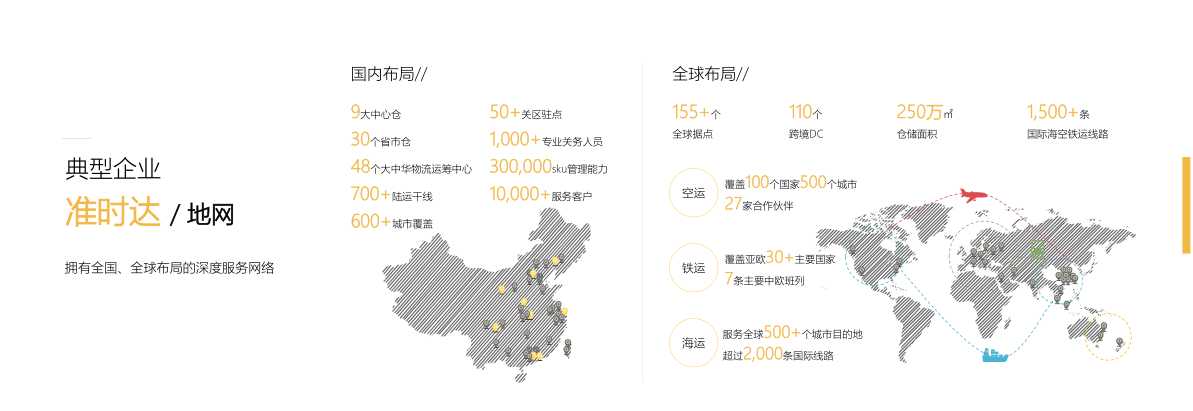 典型企业
准时达 / 地网
拥有全国、全球布局的深度服务网络
国内布局//
9大中心仓
30个省市仓
48个大中华物流运筹中心
700+陆运干线
600+城市覆盖
50+关区驻点
1,000+专业关务人员
300,000sku管理能力
10,000+服务客户
全球布局//
155+个
全球据点
110个
跨境DC
250万㎡
仓储面积
1,500+条
国际海空铁运线路
空运
覆盖100个国家500个城市
27家合作伙伴
铁运
覆盖亚欧30+主要国家
7条主要中欧班列
海运
服务全球500+个城市目的地
超过2,000条国际线路